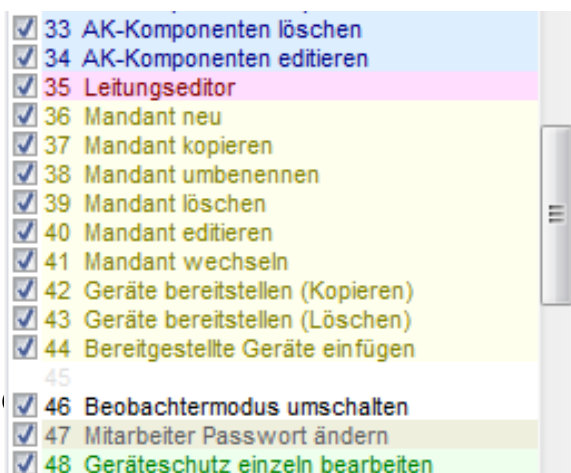 33 AK-Komponenten löschen
34 AK-Komponenten editieren
35 Leitungseditor
36 Mandant neu
37 Mandant kopieren
38 Mandant umbenennen
39 Mandant löschen
40 Mandant editieren
41 Mandant wechseln
42 Geräte bereitstellen (Kopieren)
43 Geräte bereitstellen (Löschen)
44 Bereitgestellte Geräte einfügen
45
46 Beobachtermodus umschalten
47 Mitarbeiter Passwort ändern
48 Geräteschutz einzeln bearbeiten